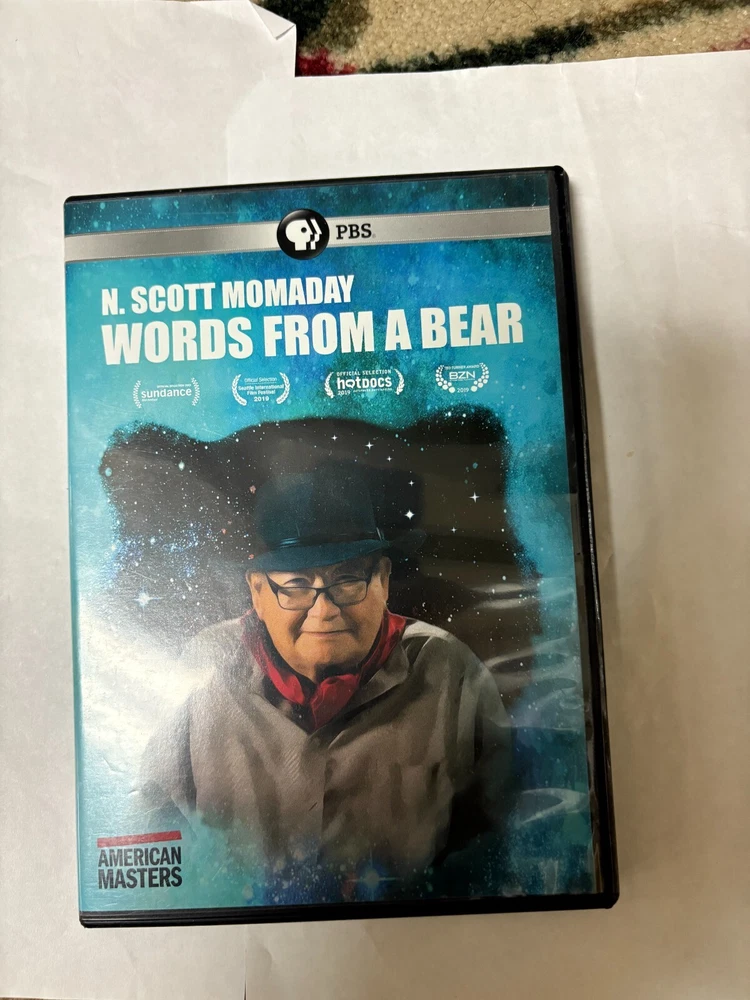 PBS.
N. SCOTT MOMADAY
WORDS FROM A BEAR
sundance
Official Selection
Seattle International
Film Festival
2019
OFFICIAL SELECTION
hotDOCS
2019
BZN
2019
AMERICAN
MASTERS